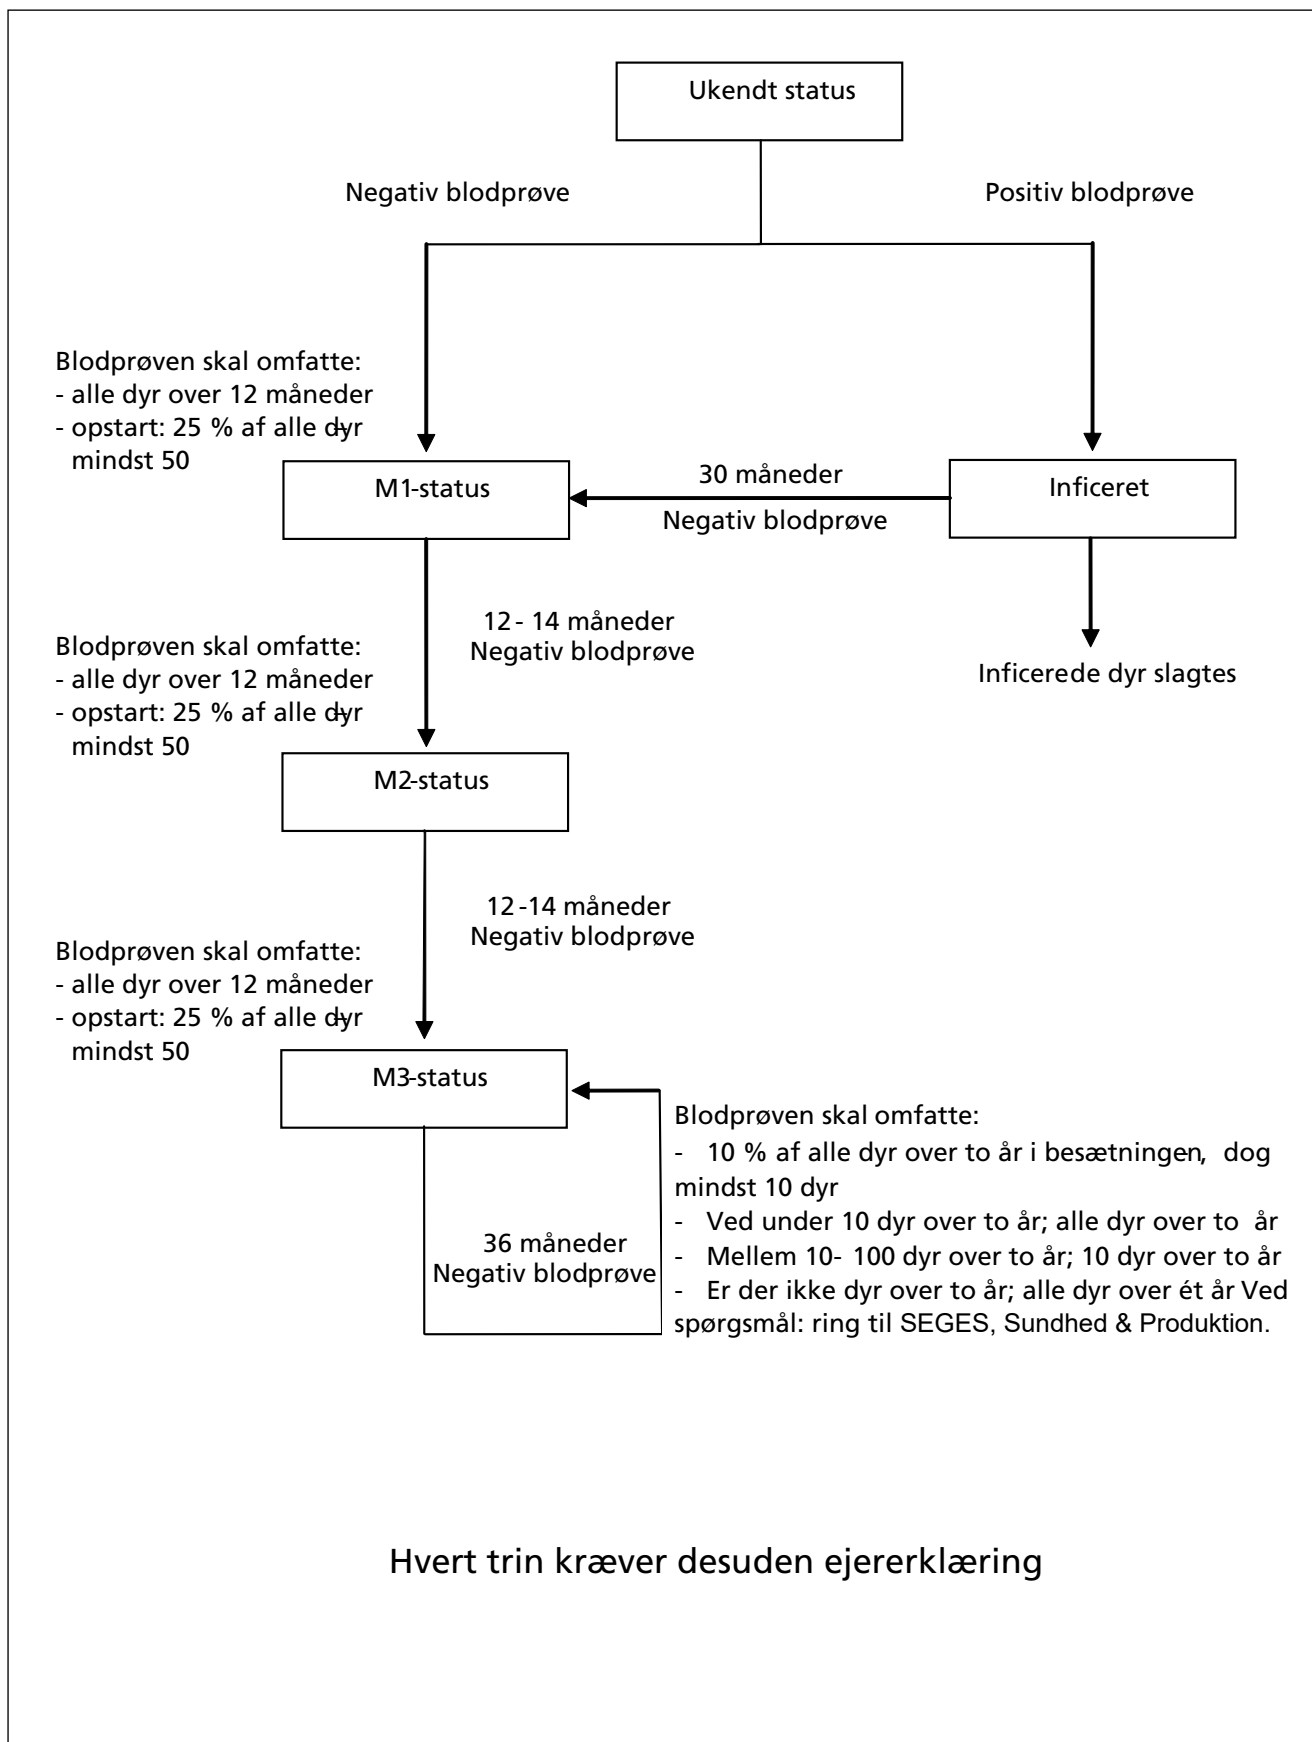 Ukendt status
Negativ blodprøve
Positiv blodprøve
Blodprøven skal omfatte:
- alle dyr over 12 måneder
- opstart: 25 % af alle dyr
mindst 50
M1-status
30 måneder
Negativ blodprøve
Inficeret
12 - 14 måneder
Negativ blodprøve
Blodprøven skal omfatte:
- alle dyr over 12 måneder
- opstart: 25 % af alle dyr
mindst 50
Inficerede dyr slagtes
M2-status
12 -14 måneder
Negativ blodprøve
Blodprøven skal omfatte:
- alle dyr over 12 måneder
- opstart: 25 % af alle dyr
mindst 50
M3-status
36 måneder
Negativ blodprøve
Blodprøven skal omfatte:
- 10 % af alle dyr over to år i besætningen, dog
mindst 10 dyr
- Ved under 10 dyr over to år; alle dyr over to år
- Mellem 10- 100 dyr over to år; 10 dyr over to år
- Er der ikke dyr over to år; alle dyr over ét år Ved
spørgsmål: ring til SEGES, Sundhed & Produktion.
Hvert trin kræver desuden ejererklæring